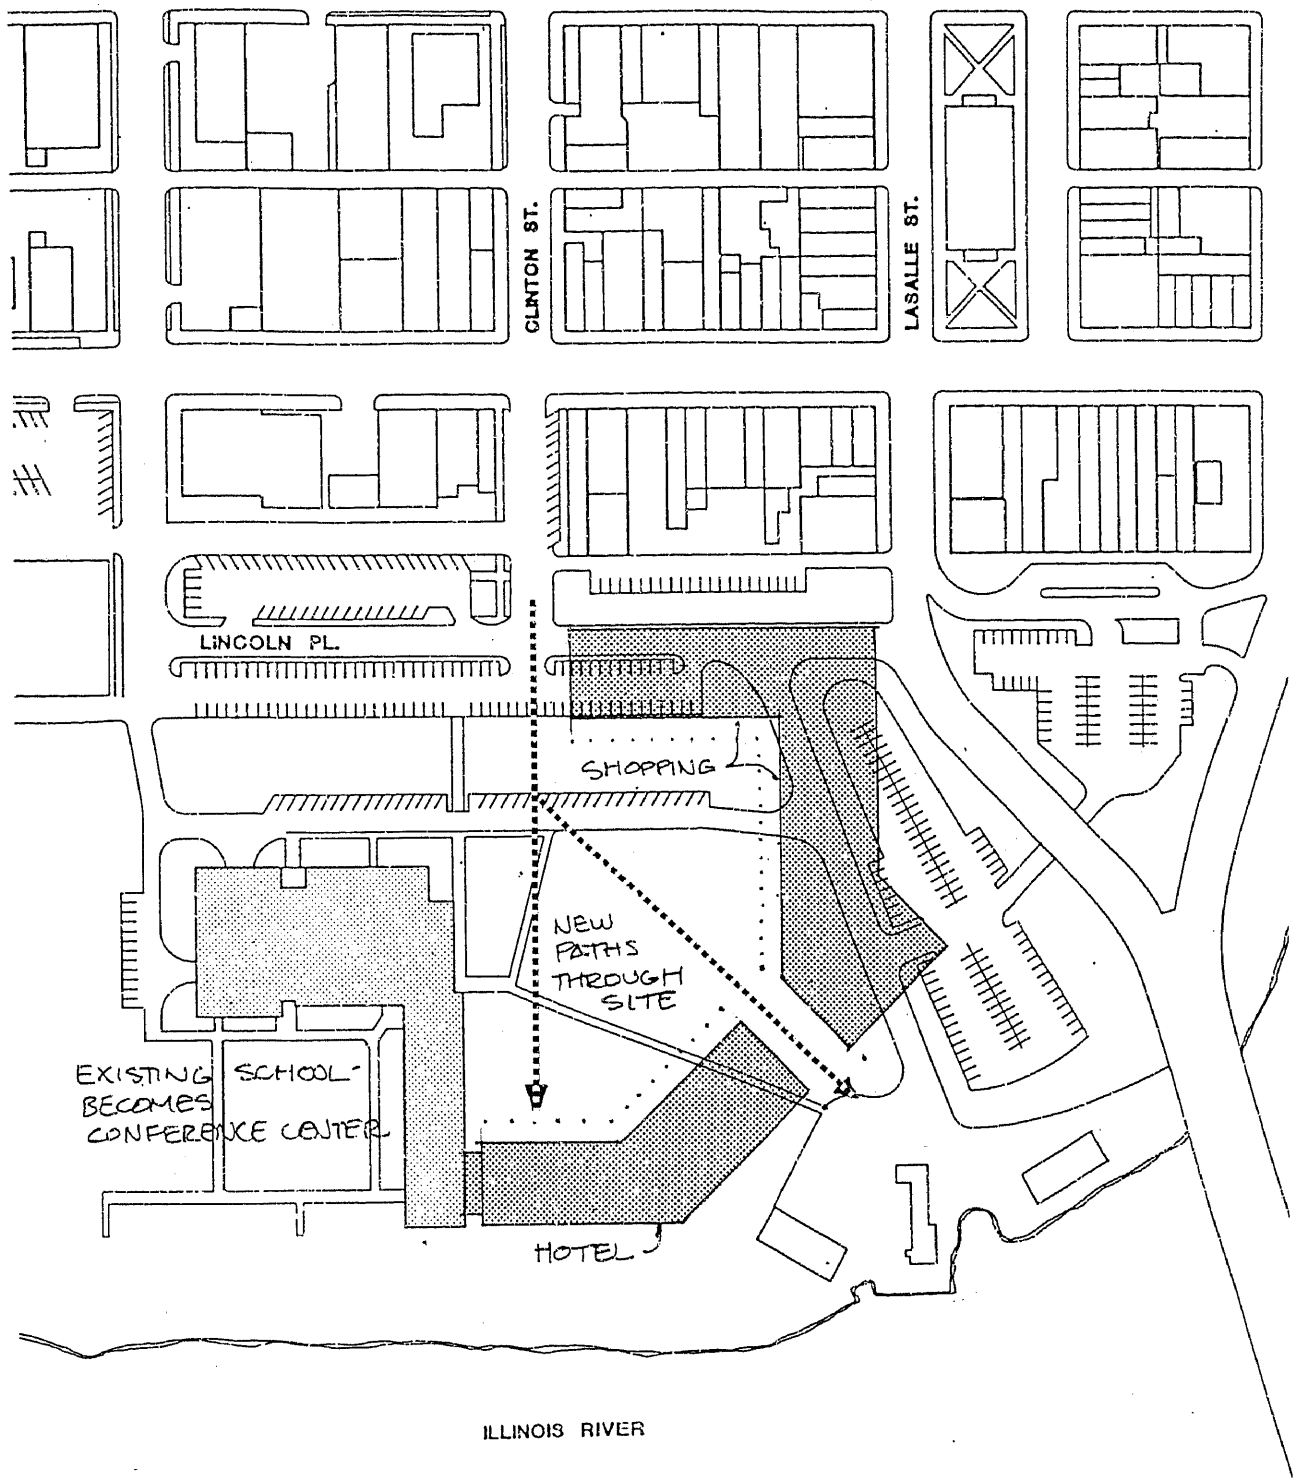 CLINTON ST.
LASALLE ST.
LINCOLN PL.
SHOPPING
NEW
PATHS
THROUGH
SITE
EXISTING SCHOOL-
BECOMES
CONFERENCE CENTER
HOTEL
ILLINOIS RIVER